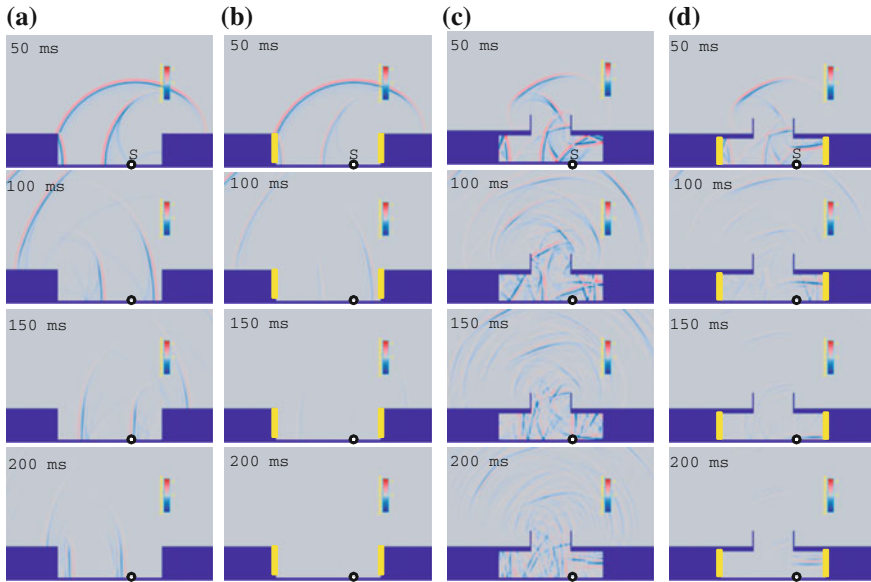 (a) (b) (c) (d)
50 ms 50 ms 50 ms 50 ms
S S S S
100 ms 100 ms 100 ms 100 ms
150 ms 150 ms 150 ms 150 ms
200 ms 200 ms 200 ms 200 ms